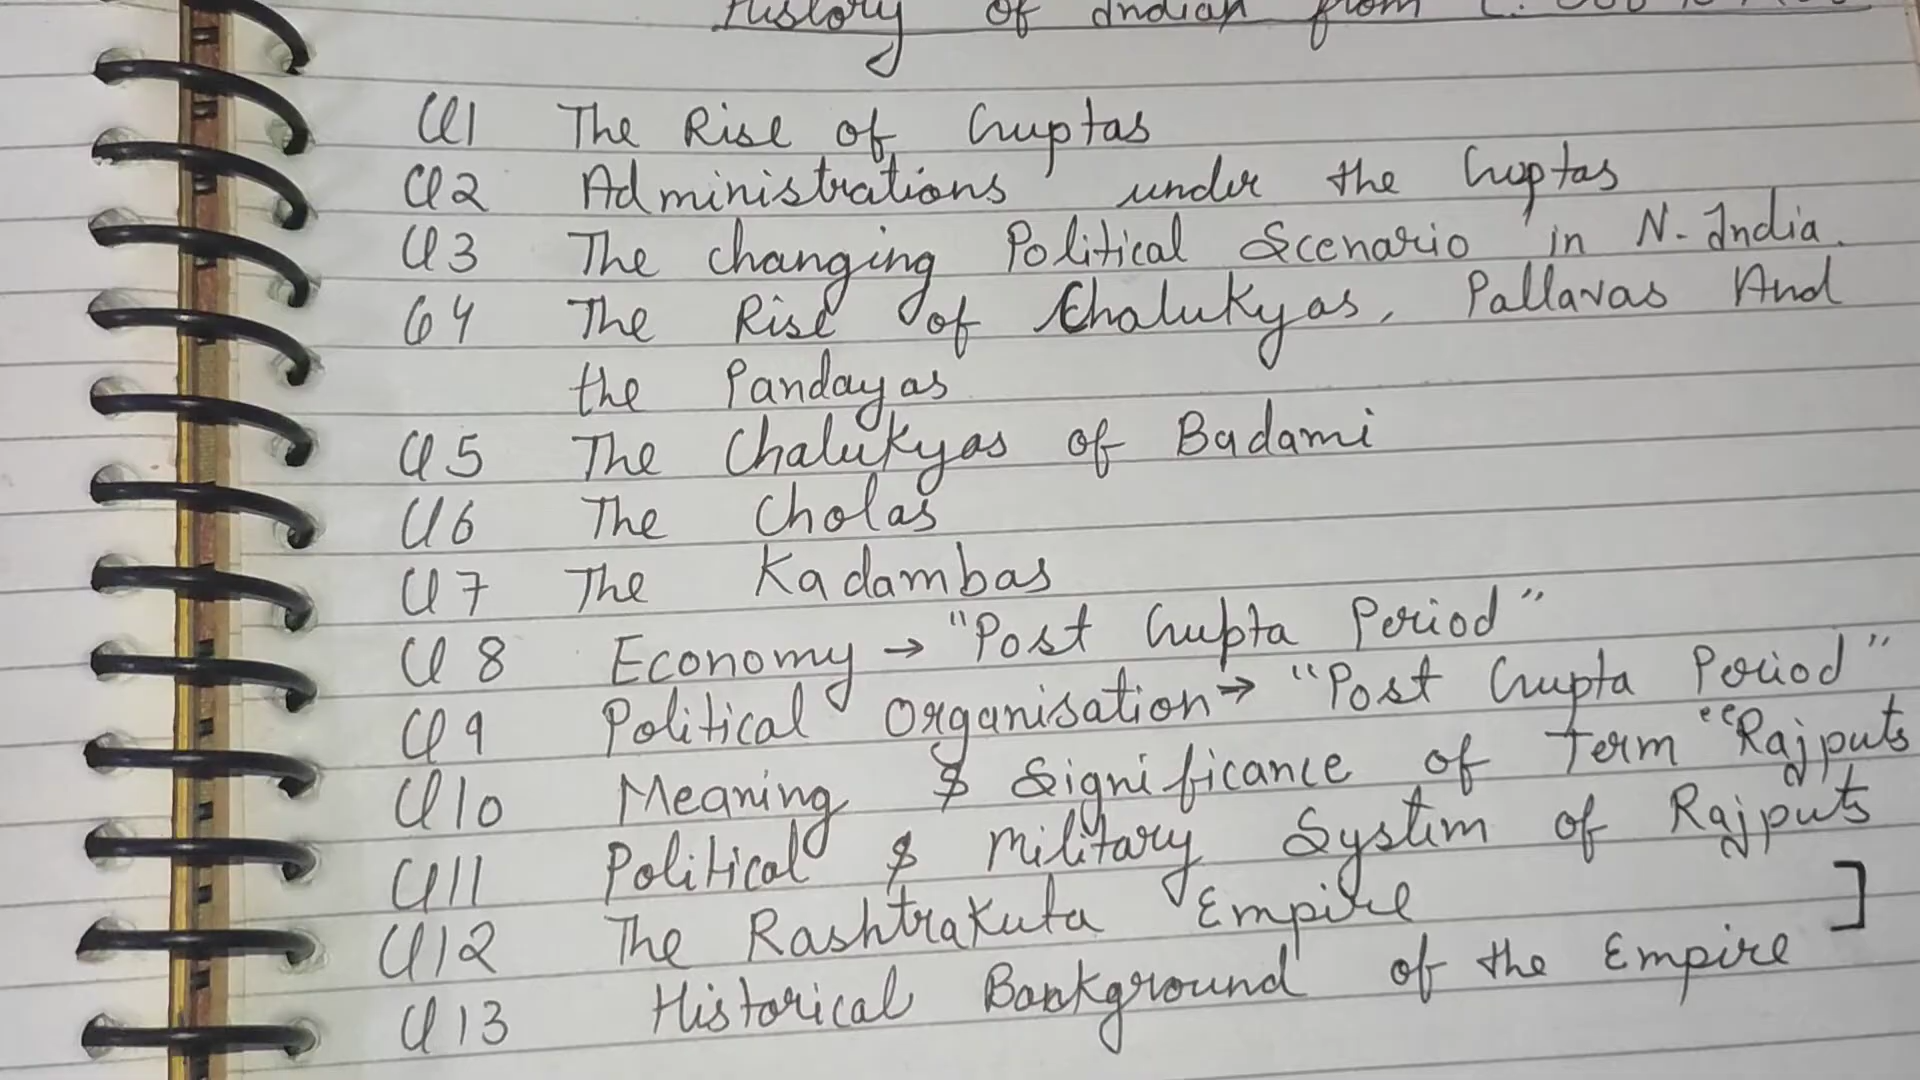 History of Indian from C.
U1 The Rise of Guptas
U2 Administrations under the Guptas
U3 The changing Political Scenario in N. India.
U4 The Rise of Chalukyas, Pallavas And
the Pandayas
U5 The Chalukyas of Badami
U6 The Cholas
U7 The Kadambas
U8 Economy → "Post Gupta Period"
U9 Political Organisation → "Post Gupta Period"
U10 Meaning & Significance of Term "Rajputs
U11 Political & Military System of Rajputs
U12 The Rashtrakuta Empire ]
U13 Historical Background of the Empire